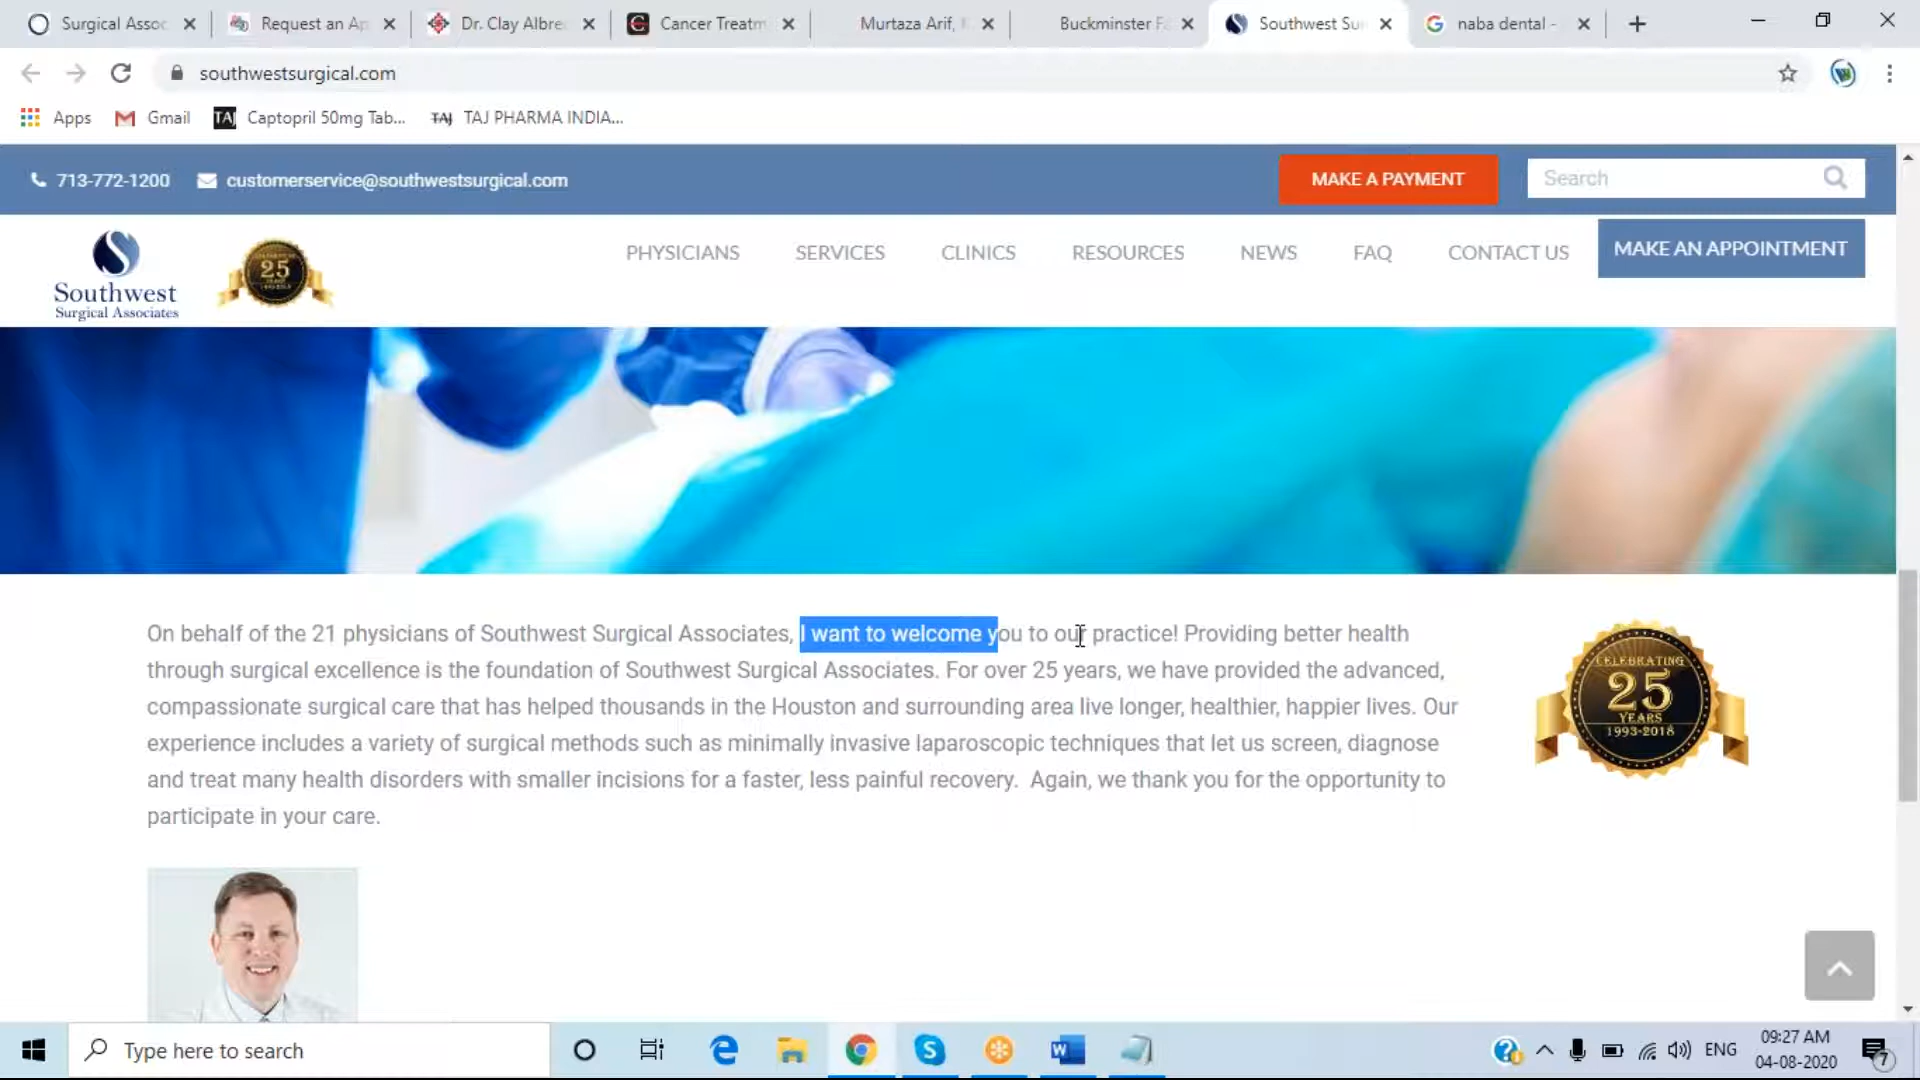 Surgical Assoc
Request an Ap
Dr. Clay Albre
Cancer Treatm
Murtaza Arif,
Buckminster Fa
Southwest Su
naba dental -
southwestsurgical.com
Apps
Gmail
TAJ
Captopril 50mg Tab...
TAJ
TAJ PHARMA INDIA...
713-772-1200
customerservice@southwestsurgical.com
MAKE A PAYMENT
Search
Southwest
Surgical Associates
25
PHYSICIANS
SERVICES
CLINICS
RESOURCES
NEWS
FAQ
CONTACT US
MAKE AN APPOINTMENT
On behalf of the 21 physicians of Southwest Surgical Associates, I want to welcome you to our practice! Providing better health
through surgical excellence is the foundation of Southwest Surgical Associates. For over 25 years, we have provided the advanced,
compassionate surgical care that has helped thousands in the Houston and surrounding area live longer, healthier, happier lives. Our
experience includes a variety of surgical methods such as minimally invasive laparoscopic techniques that let us screen, diagnose
and treat many health disorders with smaller incisions for a faster, less painful recovery. Again, we thank you for the opportunity to
participate in your care.
CELEBRATING
25
YEARS
1993-2018
Type here to search
ENG
09:27 AM
04-08-2020
7